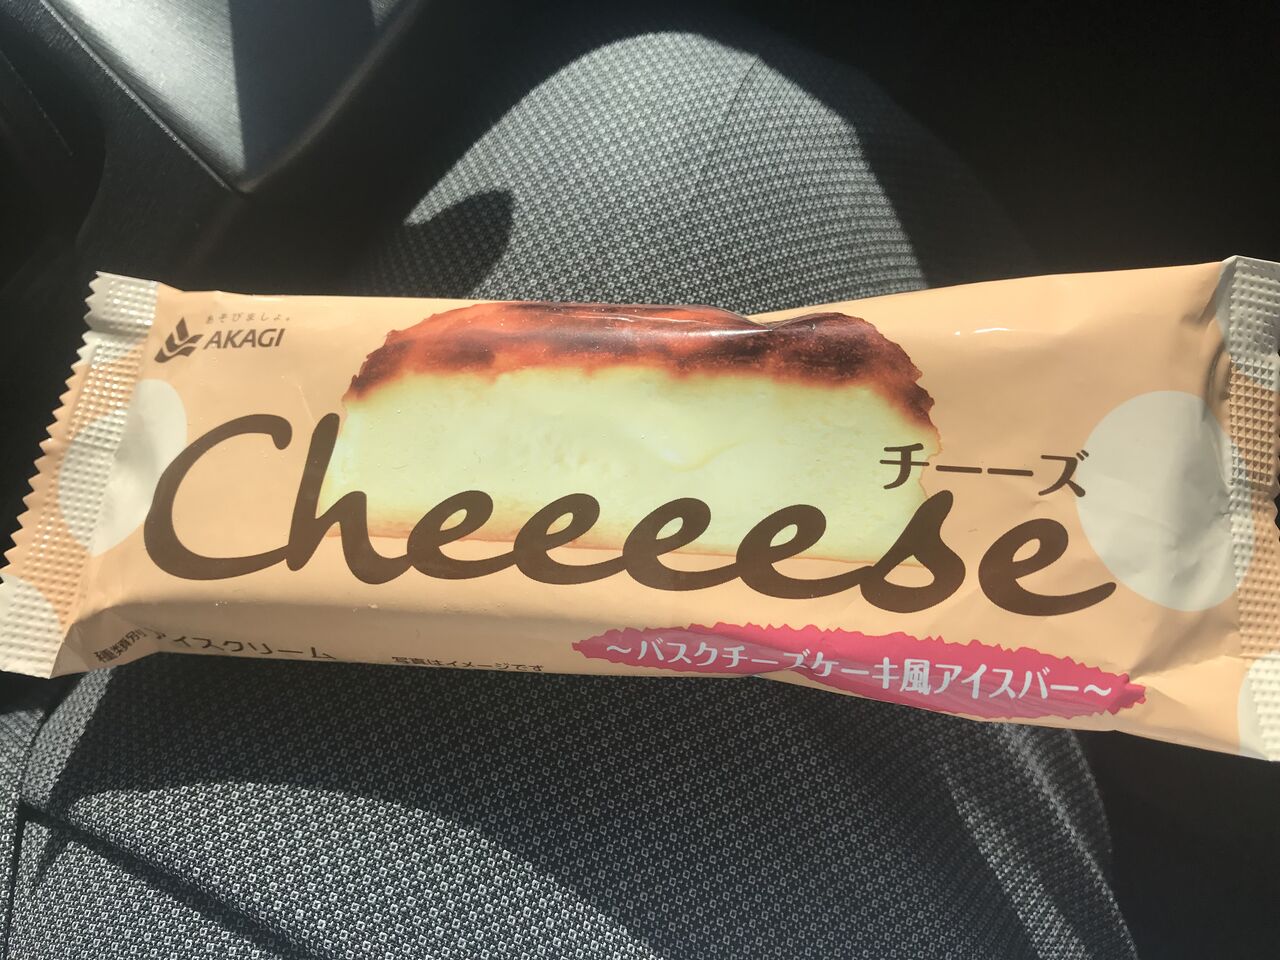 あそびましょ。
AKAGI
チーーズ
Cheeeese
種類別 アイスクリーム
写真はイメージです
～バスクチーズケーキ風アイスバー～